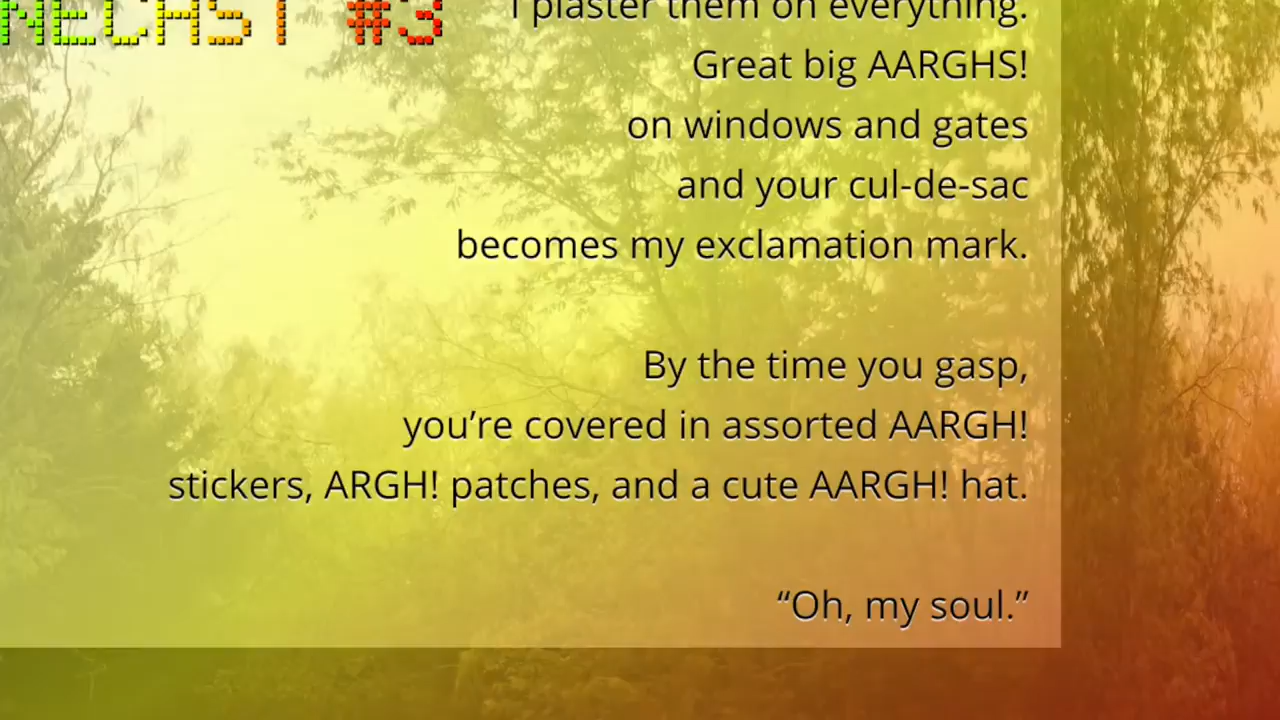 NECAST #3
I plaster them on everything.
Great big AARGHS!
on windows and gates
and your cul-de-sac
becomes my exclamation mark.
By the time you gasp,
you’re covered in assorted AARGH!
stickers, ARGH! patches, and a cute AARGH! hat.
“Oh, my soul.”